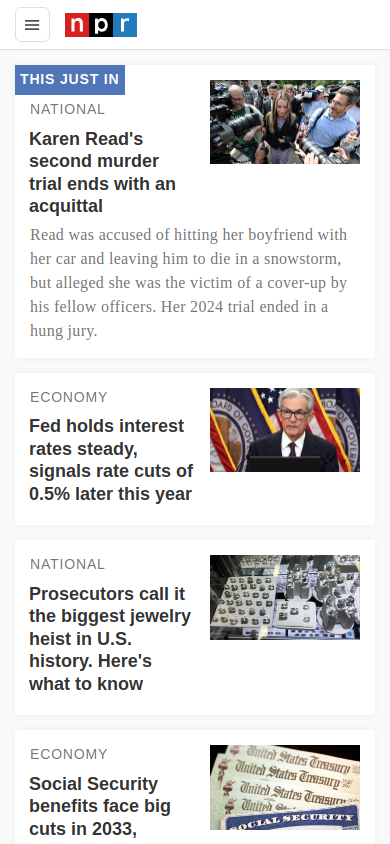 npr
THIS JUST IN
NATIONAL
Karen Read's
second murder
trial ends with an
acquittal
Read was accused of hitting her boyfriend with
her car and leaving him to die in a snowstorm,
but alleged she was the victim of a cover-up by
his fellow officers. Her 2024 trial ended in a
hung jury.
ECONOMY
Fed holds interest
rates steady,
signals rate cuts of
0.5% later this year
NATIONAL
Prosecutors call it
the biggest jewelry
heist in U.S.
history. Here's
what to know
ECONOMY
Social Security
benefits face big
cuts in 2033,
United States Treasury
United States Treasury
United States Treasury
United States Treasury
SOCIAL SECURITY